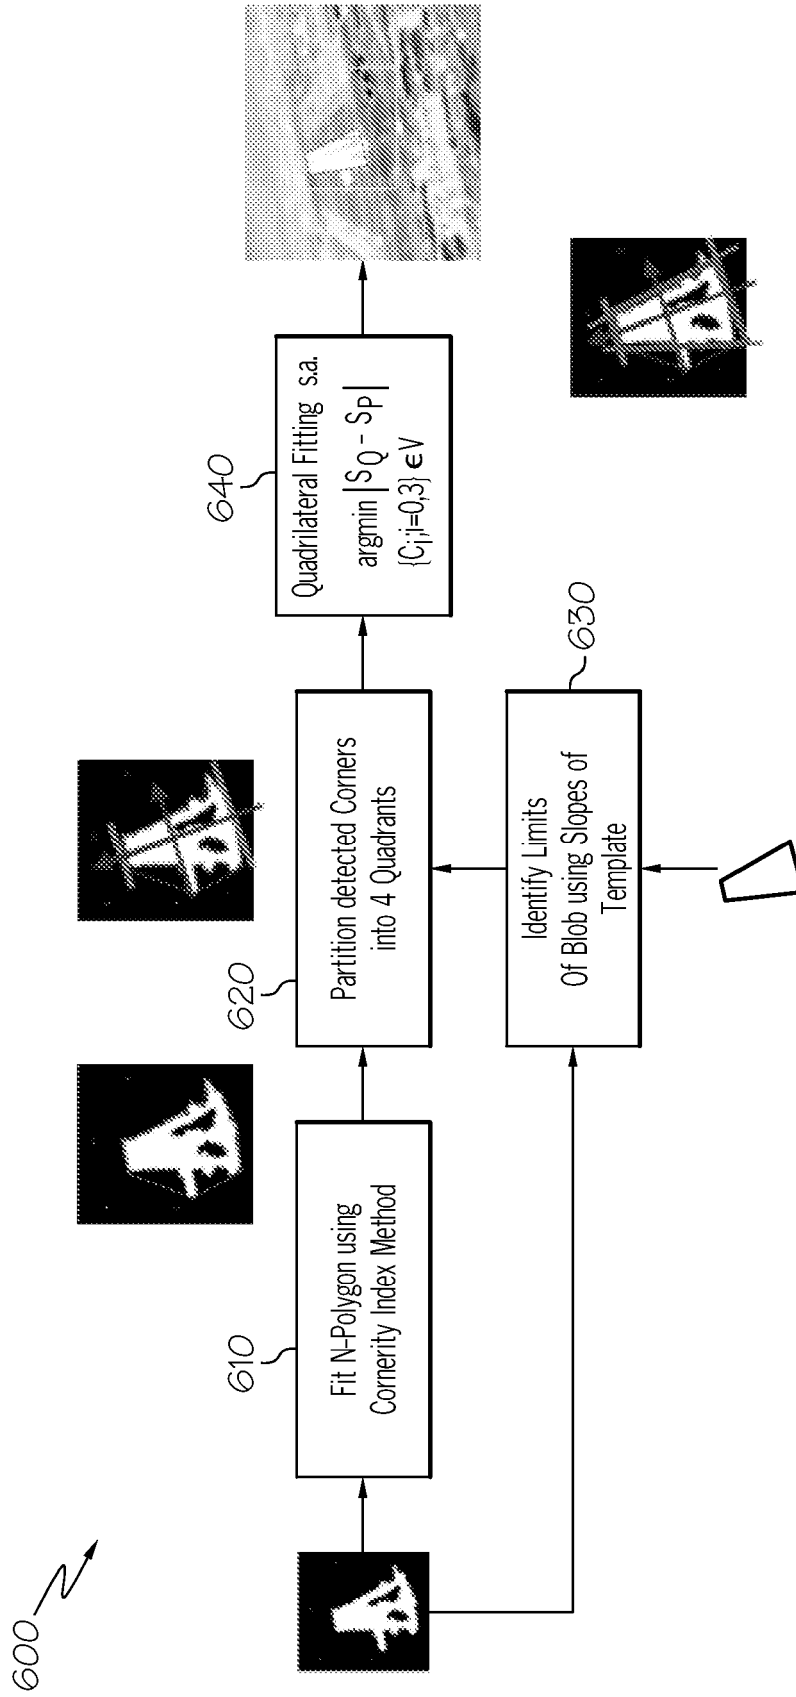 600
610
Fit N-Polygon using
Cornerity Index Method
620
Partition detected Corners
into 4 Quadrants
630
Identify Limits
Of Blob using Slopes of
Template
640
Quadrilateral Fitting s.a.
argmin |SQ - SP|
{Ci,i=0,3} ϵV